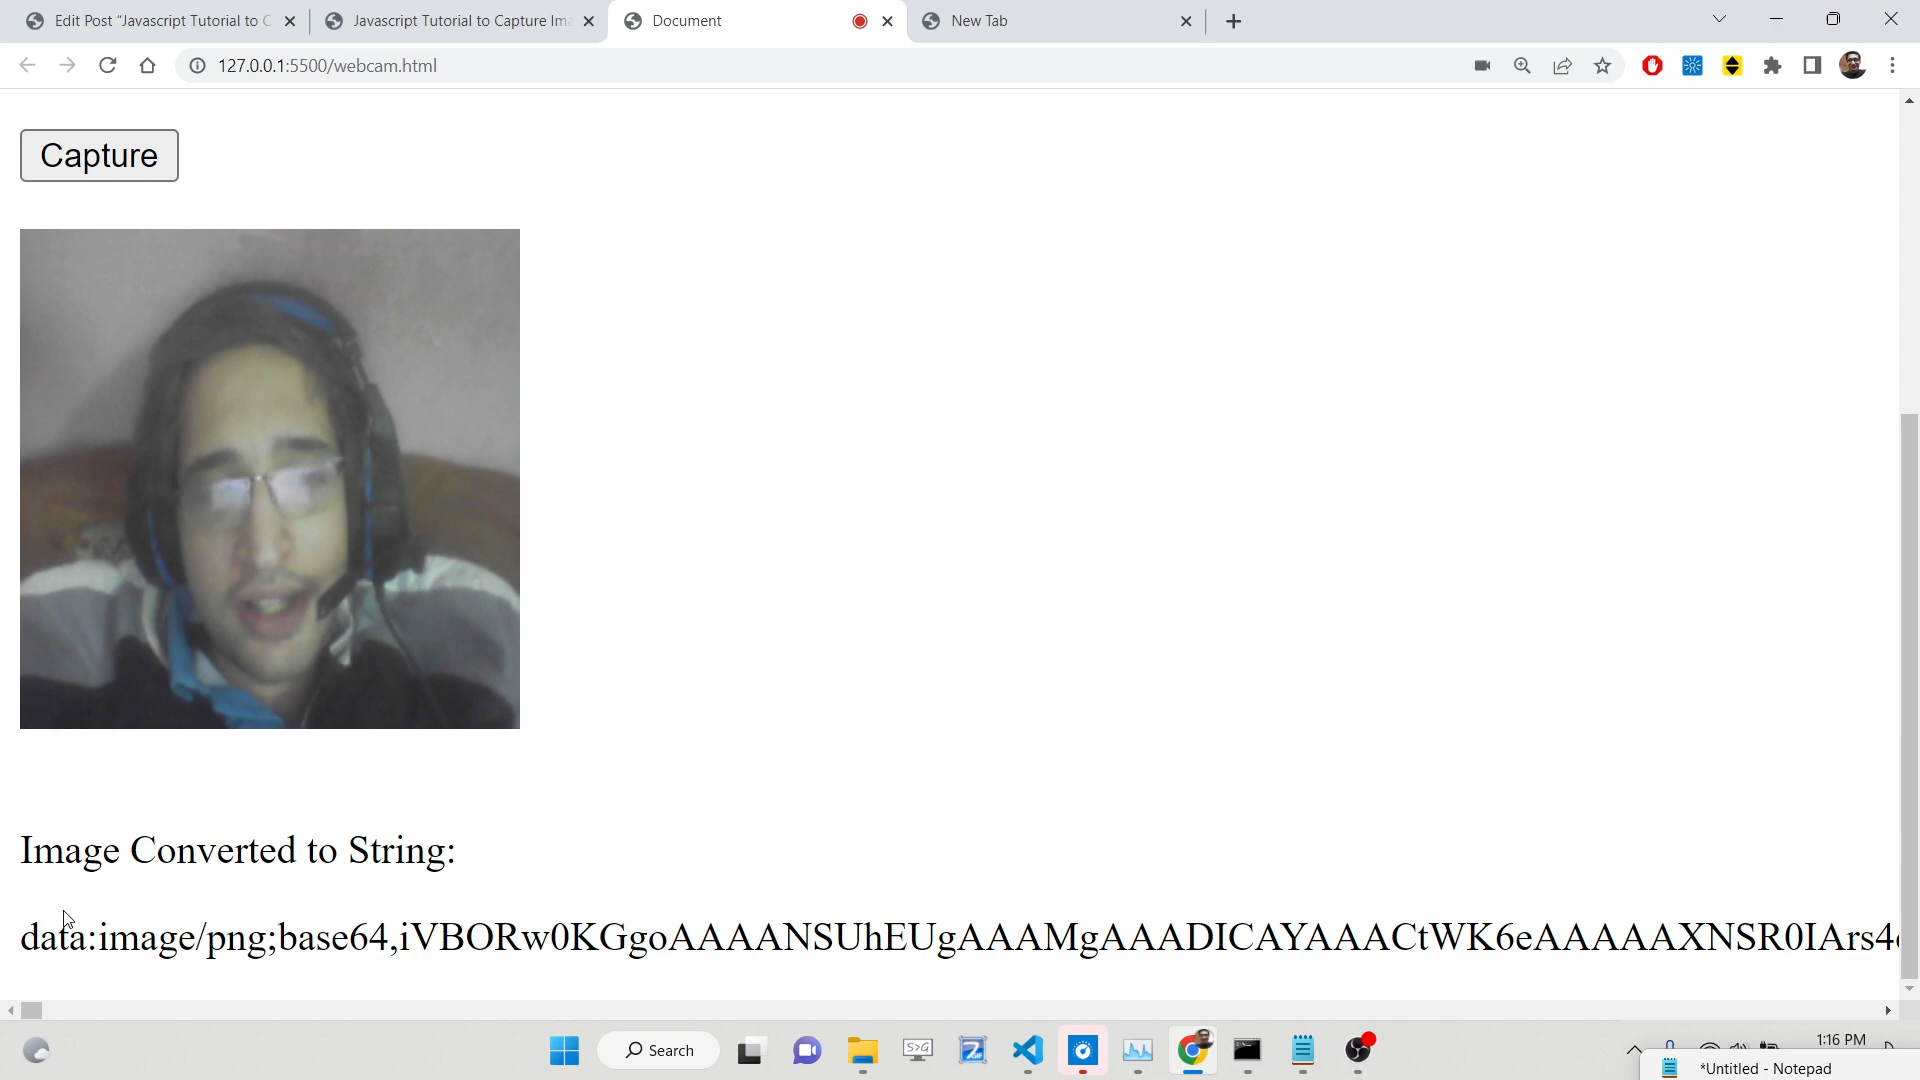 Edit Post “Javascript Tutorial to C
Javascript Tutorial to Capture Im
Document
New Tab
127.0.0.1:5500/webcam.html
Capture
Image Converted to String:
data:image/png;base64,iVBORw0KGgoAAAANSUhEUgAAAMgAAADICAYAAACtWK6eAAAAAXNSR0IArs4
Search
S>G
1:16 PM
*Untitled - Notepad